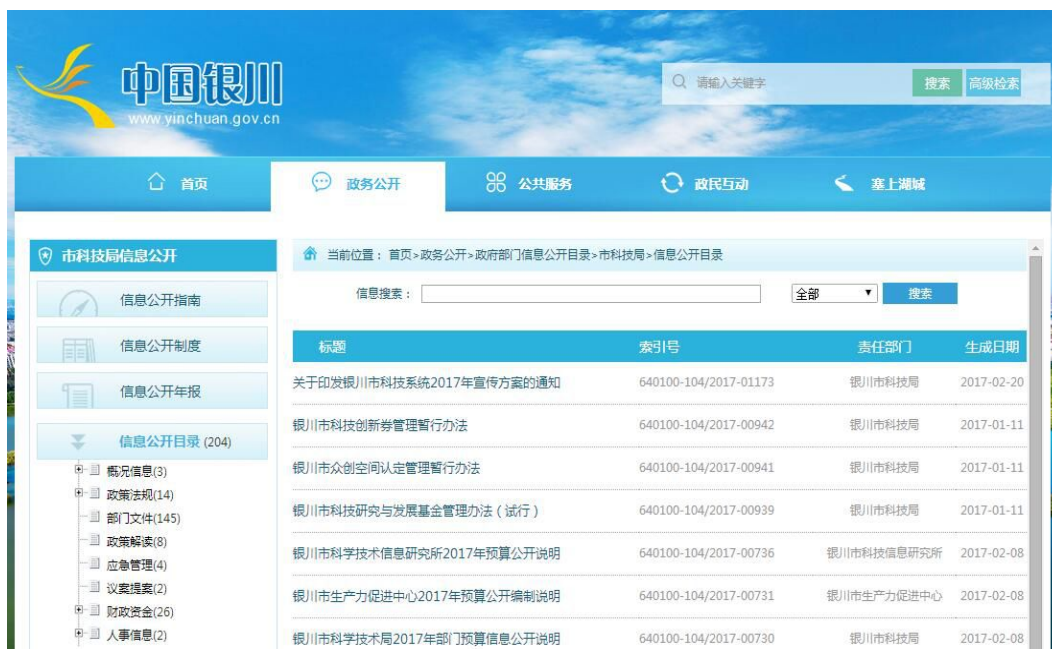 中国银川
www.yinchuan.gov.cn
请输入关键字 搜索 高级检索
首页 政务公开 公共服务 政民互动 塞上湖城
市科技局信息公开
信息公开指南
信息公开制度
信息公开年报
信息公开目录 (204)
概况信息(3)
政策法规(14)
部门文件(145)
政策解读(8)
应急管理(4)
议案提案(2)
财政资金(26)
人事信息(2)
当前位置：首页>政务公开>政府部门信息公开目录>市科技局>信息公开目录
信息搜索： 全部 搜索
标题 索引号 责任部门 生成日期
关于印发银川市科技系统2017年宣传方案的通知 640100-104/2017-01173 银川市科技局 2017-02-20
银川市科技创新券管理暂行办法 640100-104/2017-00942 银川市科技局 2017-01-11
银川市众创空间认定管理暂行办法 640100-104/2017-00941 银川市科技局 2017-01-11
银川市科技研究与发展基金管理办法（试行） 640100-104/2017-00939 银川市科技局 2017-01-11
银川市科学技术信息研究所2017年预算公开说明 640100-104/2017-00736 银川市科技信息研究所 2017-02-08
银川市生产力促进中心2017年预算公开编制说明 640100-104/2017-00731 银川市生产力促进中心 2017-02-08
银川市科学技术局2017年部门预算信息公开说明 640100-104/2017-00730 银川市科技局 2017-02-08